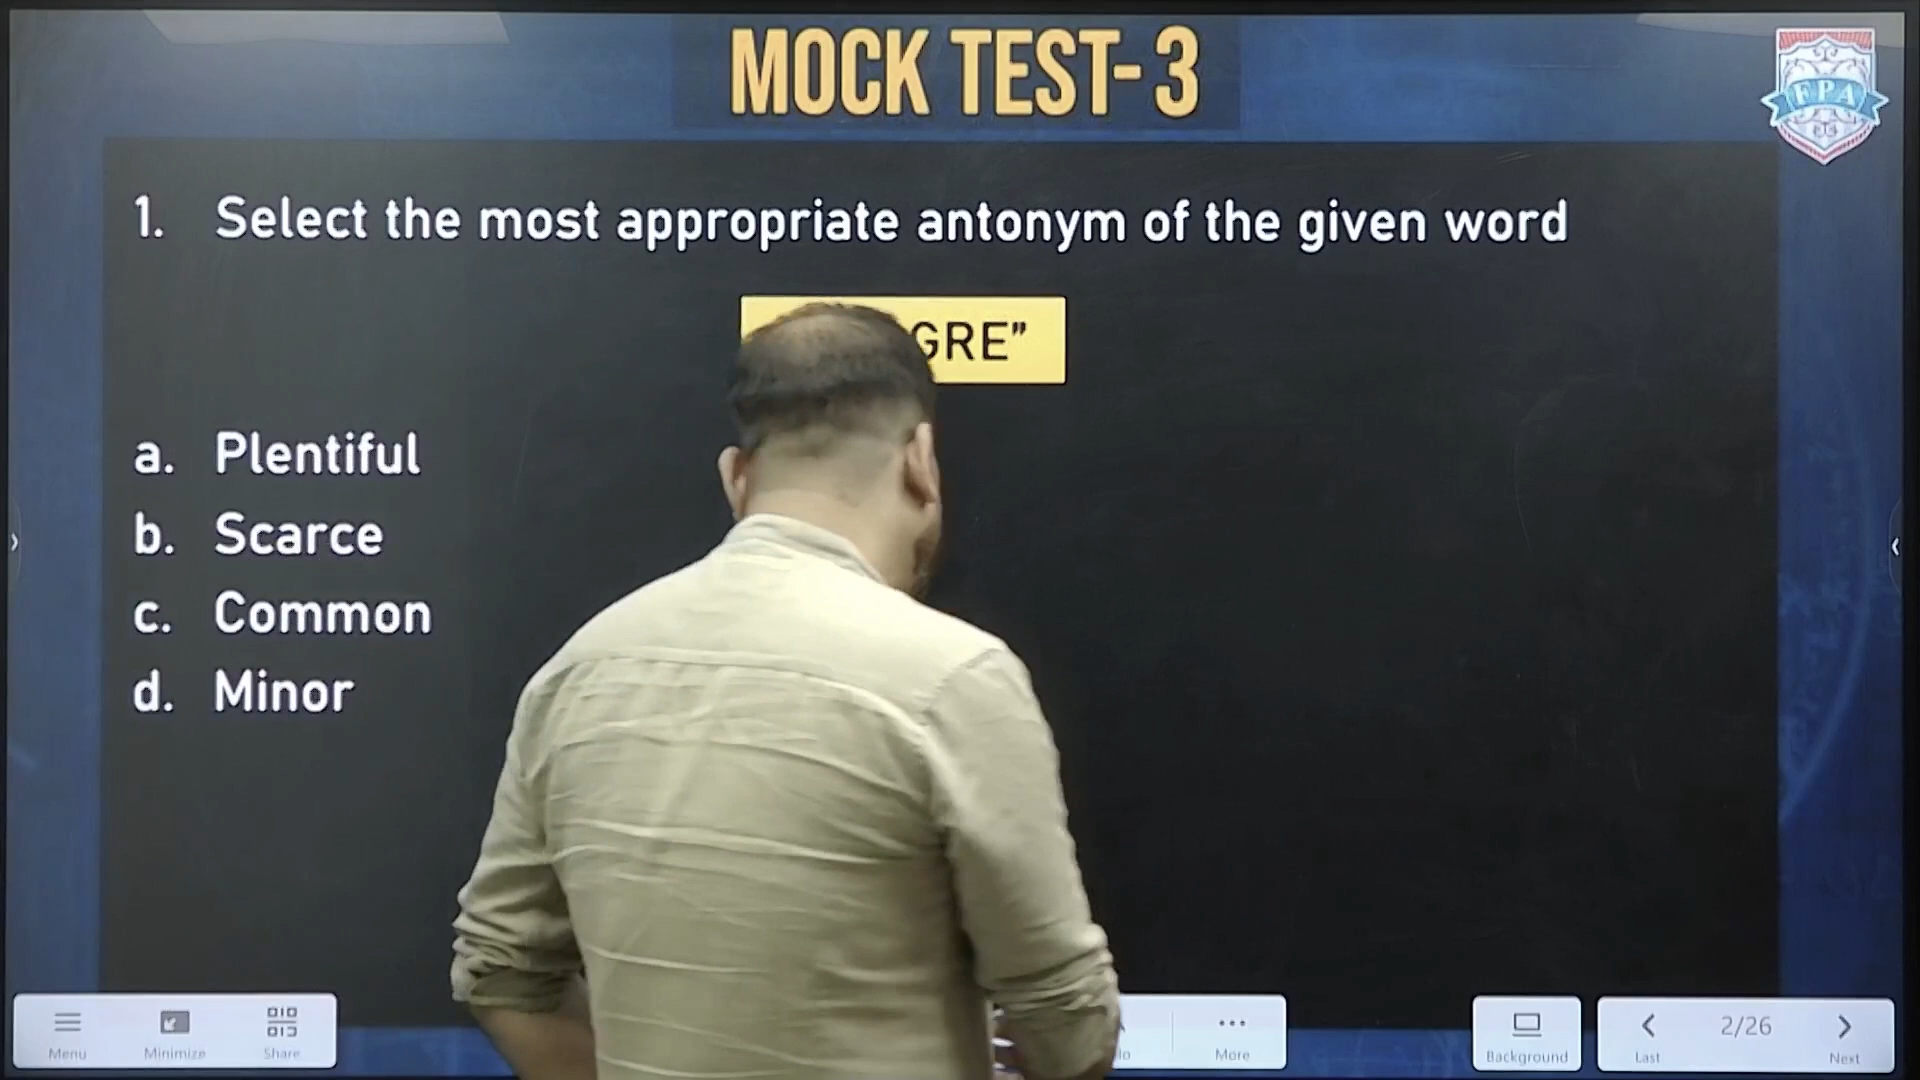 MOCK TEST-3
FPA
1. Select the most appropriate antonym of the given word
GRE”
a. Plentiful
b. Scarce
c. Common
d. Minor
Menu
Minimize
Share
More
Background
Last
2/26
Next